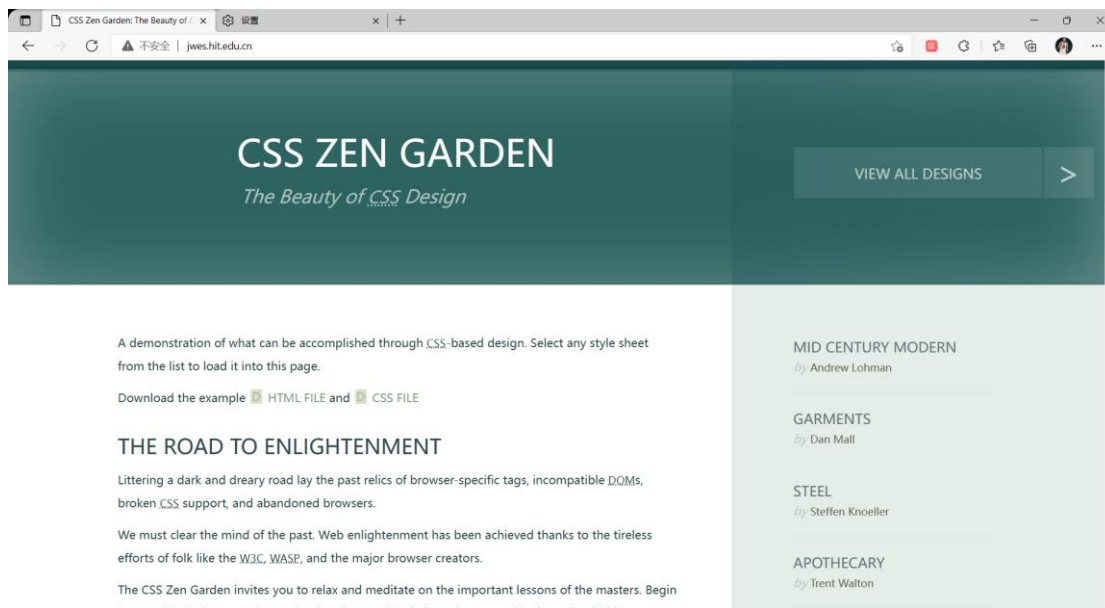 CSS Zen Garden: The Beauty of
设置
不安全 | jwes.hit.edu.cn
CSS ZEN GARDEN
The Beauty of CSS Design
VIEW ALL DESIGNS >
A demonstration of what can be accomplished through CSS-based design. Select any style sheet
from the list to load it into this page.
Download the example D HTML FILE and D CSS FILE
THE ROAD TO ENLIGHTENMENT
Littering a dark and dreary road lay the past relics of browser-specific tags, incompatible DOMs,
broken CSS support, and abandoned browsers.
We must clear the mind of the past. Web enlightenment has been achieved thanks to the tireless
efforts of folk like the W3C, WASP, and the major browser creators.
The CSS Zen Garden invites you to relax and meditate on the important lessons of the masters. Begin
MID CENTURY MODERN
by Andrew Lohman
GARMENTS
by Dan Mall
STEEL
by Steffen Knoeller
APOTHECARY
by Trent Walton